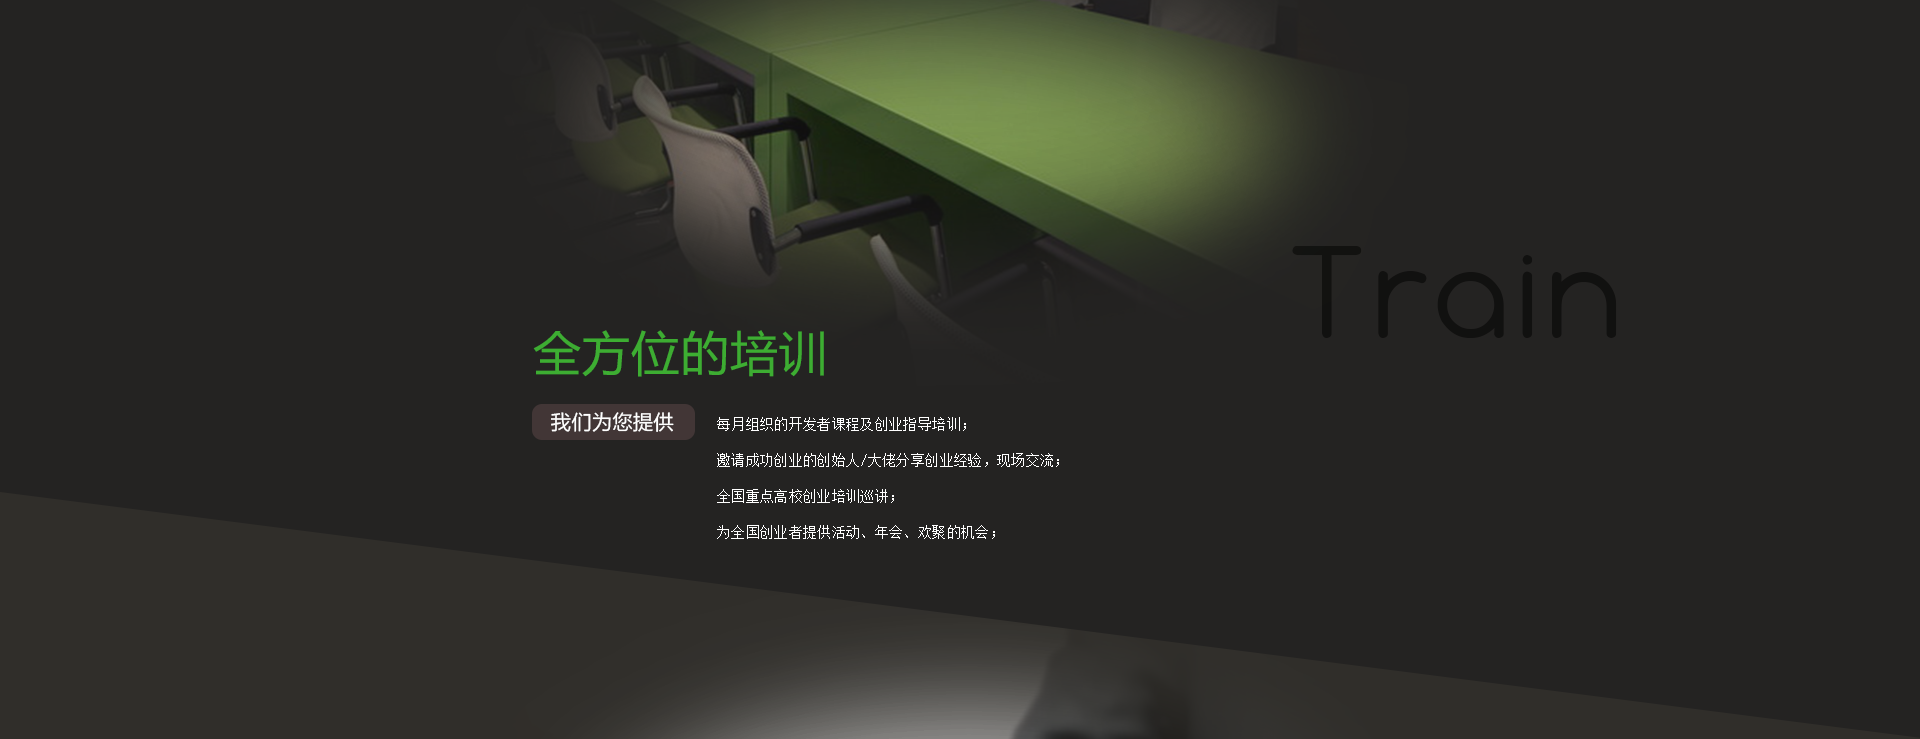 Train
全方位的培训
我们为您提供
每月组织的开发者课程及创业指导培训；
邀请成功创业的创始人/大佬分享创业经验，现场交流；
全国重点高校创业培训巡讲；
为全国创业者提供活动、年会、欢聚的机会；